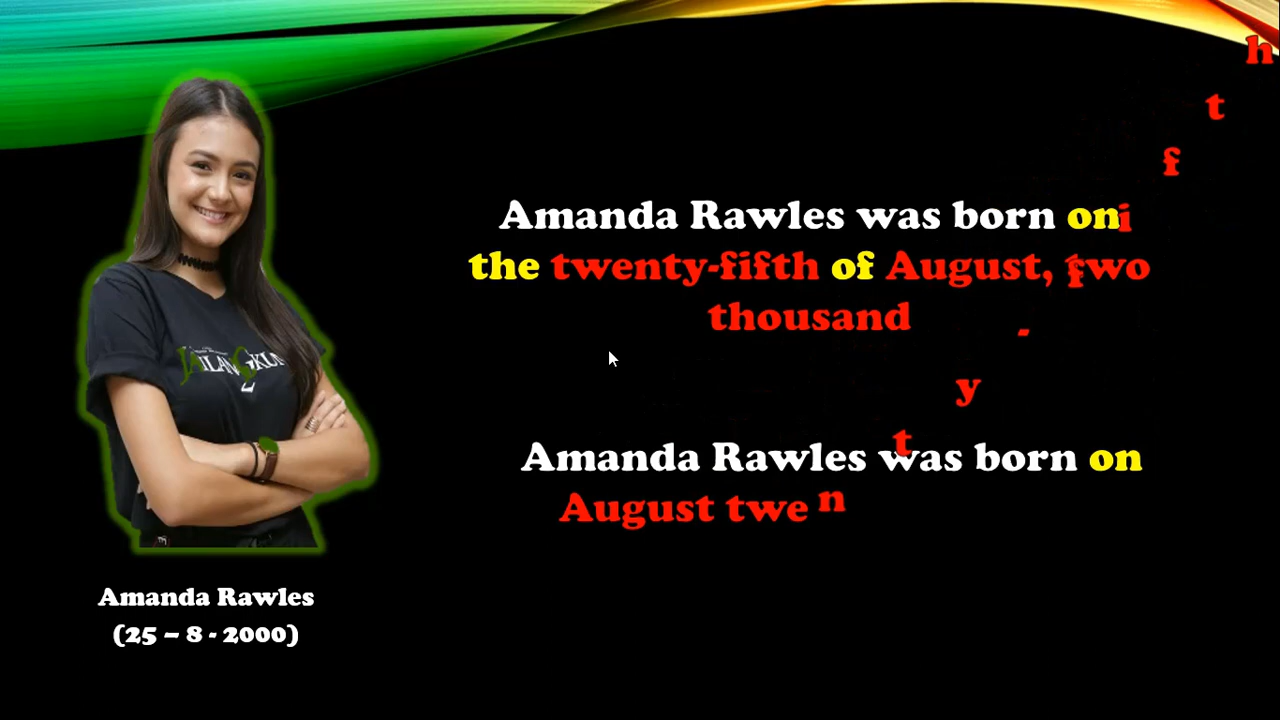 Amanda Rawles was born on
the twenty-fifth of August, two
thousand
Amanda Rawles was born on
August twe n
t
y
-
f
i
f
t
h
Amanda Rawles
(25 – 8 - 2000)